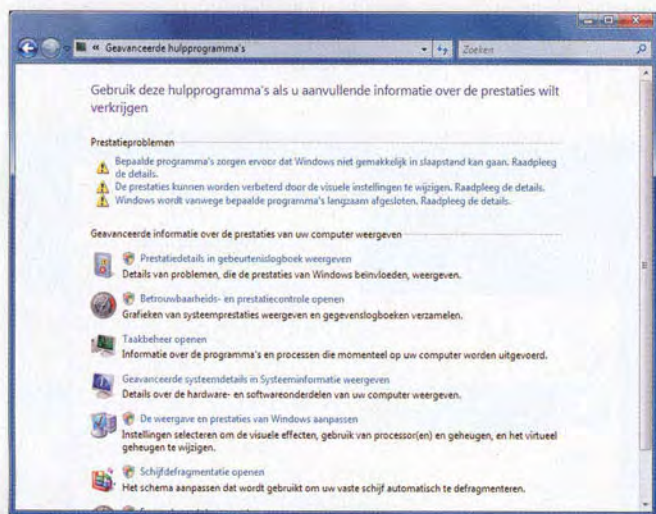 Geavanceerde hulpprogramma's
Zoeken
Gebruik deze hulpprogramma's als u aanvullende informatie over de prestaties wilt
verkrijgen
Prestatieproblemen
Bepaalde programma's zorgen ervoor dat Windows niet gemakkelijk in slaapstand kan gaan. Raadpleeg
de details.
De prestaties kunnen worden verbeterd door de visuele instellingen te wijzigen. Raadpleeg de details.
Windows wordt vanwege bepaalde programma's langzaam afgesloten. Raadpleeg de details.
Geavanceerde informatie over de prestaties van uw computer weergeven
Prestatiedetails in gebeurtenislogboek weergeven
Details van problemen, die de prestaties van Windows beïnvloeden, weergeven.
Betrouwbaarheids- en prestatiecontrole openen
Grafieken van systeemprestaties weergeven en gegevenslogboeken verzamelen.
Taakbeheer openen
Informatie over de programma's en processen die momenteel op uw computer worden uitgevoerd.
Geavanceerde systeemdetails in Systeeminformatie weergeven
Details over de hardware- en softwareonderdelen van uw computer weergeven.
De weergave en prestaties van Windows aanpassen
Instellingen selecteren om de visuele effecten, gebruik van processor(en) en geheugen, en het virtueel
geheugen te wijzigen.
Schijfdefragmentatie openen
Het schema aanpassen dat wordt gebruikt om uw vaste schijf automatisch te defragmenteren.